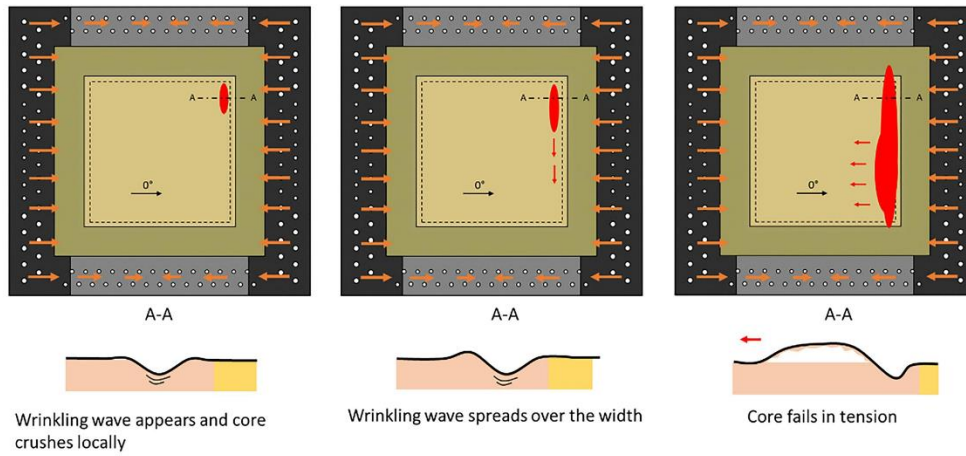 A A
0°
A A
0°
A A
0°
A-A
A-A
A-A
Wrinkling wave appears and core
crushes locally
Wrinkling wave spreads over the width
Core fails in tension